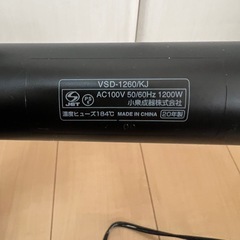 VSD-1260/KJ
AC100V 50/60Hz 1200W
小泉成器株式会社
温度ヒューズ184℃ MADE IN CHINA 20年製
JET